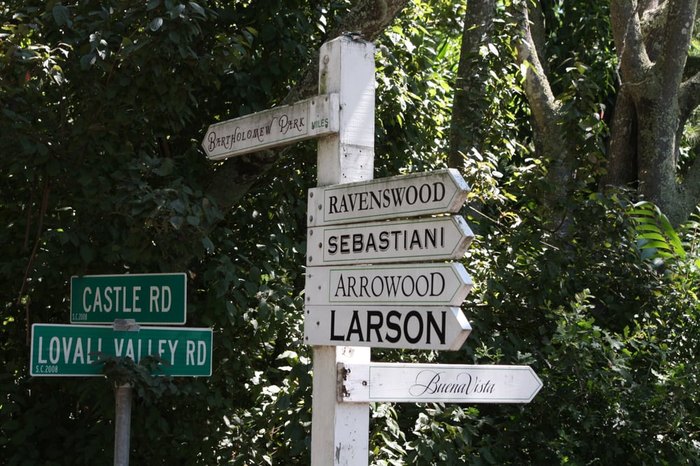 Bartholomew Park
MILES
RAVENSWOOD
SEBASTIANI
ARROWOOD
LARSON
Buena Vista
CASTLE RD
S.C.2008
LOVALL VALLEY RD
S.C.2008